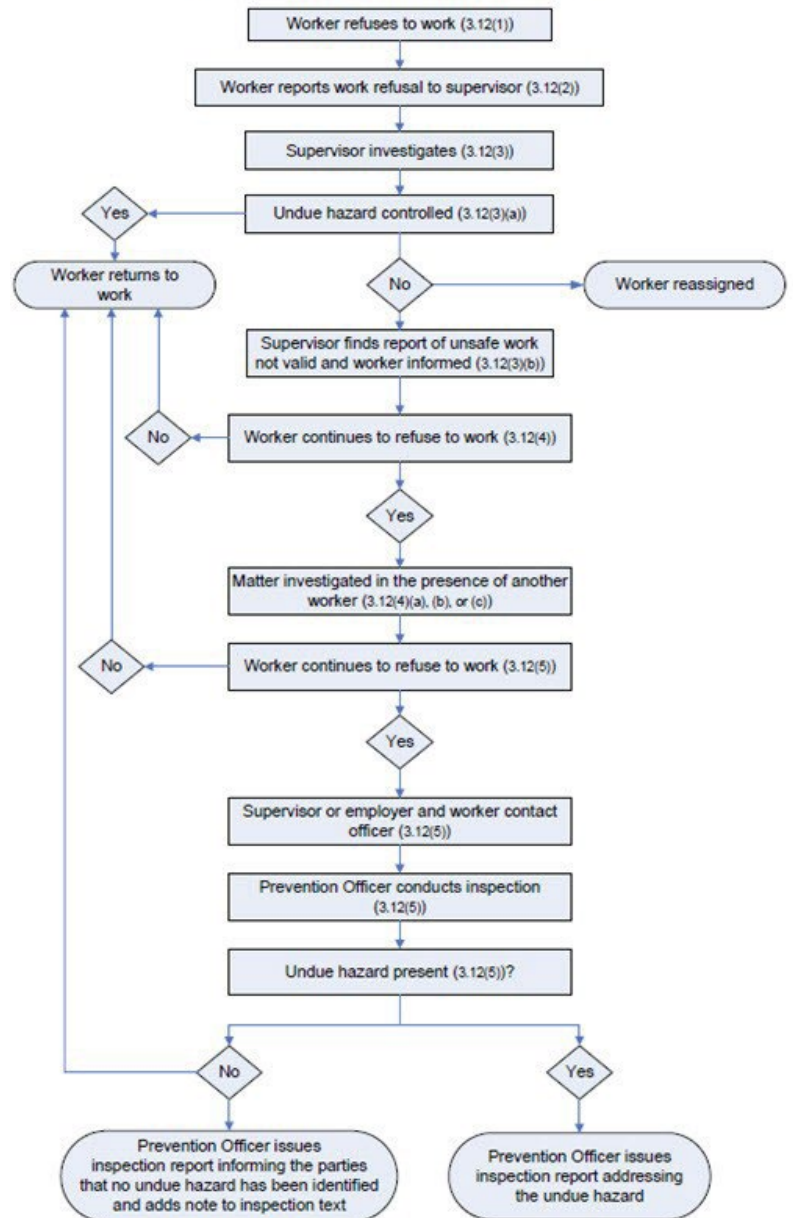 Worker refuses to work (3.12(1))
Worker reports work refusal to supervisor (3.12(2))
Supervisor investigates (3.12(3))
Yes
Undue hazard controlled (3.12(3)(a))
Worker returns to
work
No
Worker reassigned
Supervisor finds report of unsafe work
not valid and worker informed (3.12(3)(b))
No
Worker continues to refuse to work (3.12(4))
Yes
Matter investigated in the presence of another
worker (3.12(4)(a), (b), or (c))
No
Worker continues to refuse to work (3.12(5))
Yes
Supervisor or employer and worker contact
officer (3.12(5))
Prevention Officer conducts inspection
(3.12(5))
Undue hazard present (3.12(5))?
No
Yes
Prevention Officer issues
inspection report informing the parties
that no undue hazard has been identified
and adds note to inspection text
Prevention Officer issues
inspection report addressing
the undue hazard